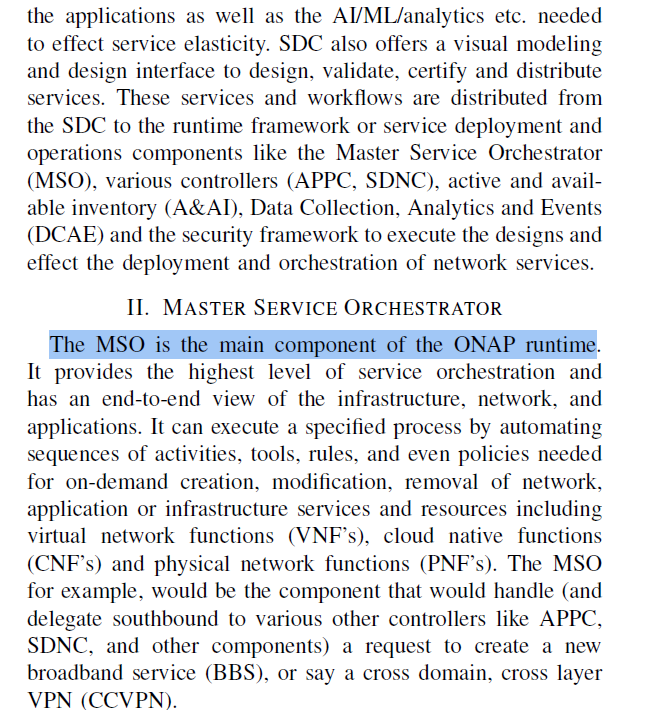 the applications as well as the AI/ML/analytics etc. needed
to effect service elasticity. SDC also offers a visual modeling
and design interface to design, validate, certify and distribute
services. These services and workflows are distributed from
the SDC to the runtime framework or service deployment and
operations components like the Master Service Orchestrator
(MSO), various controllers (APPC, SDNC), active and avail-
able inventory (A&AI), Data Collection, Analytics and Events
(DCAE) and the security framework to execute the designs and
effect the deployment and orchestration of network services.
II. MASTER SERVICE ORCHESTRATOR
The MSO is the main component of the ONAP runtime.
It provides the highest level of service orchestration and
has an end-to-end view of the infrastructure, network, and
applications. It can execute a specified process by automating
sequences of activities, tools, rules, and even policies needed
for on-demand creation, modification, removal of network,
application or infrastructure services and resources including
virtual network functions (VNF's), cloud native functions
(CNF's) and physical network functions (PNF's). The MSO
for example, would be the component that would handle (and
delegate southbound to various other controllers like APPC,
SDNC, and other components) a request to create a new
broadband service (BBS), or say a cross domain, cross layer
VPN (CCVPN).